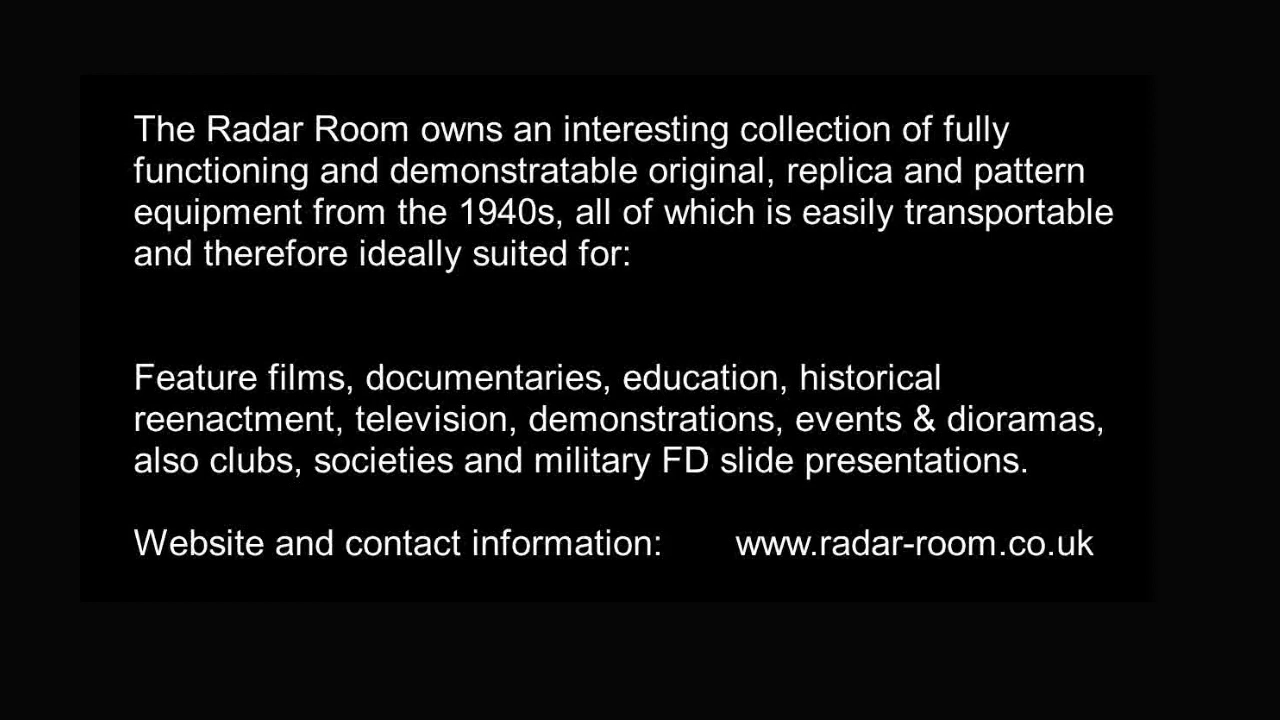 The Radar Room owns an interesting collection of fully
functioning and demonstratable original, replica and pattern
equipment from the 1940s, all of which is easily transportable
and therefore ideally suited for:
Feature films, documentaries, education, historical
reenactment, television, demonstrations, events & dioramas,
also clubs, societies and military FD slide presentations.
Website and contact information: www.radar-room.co.uk